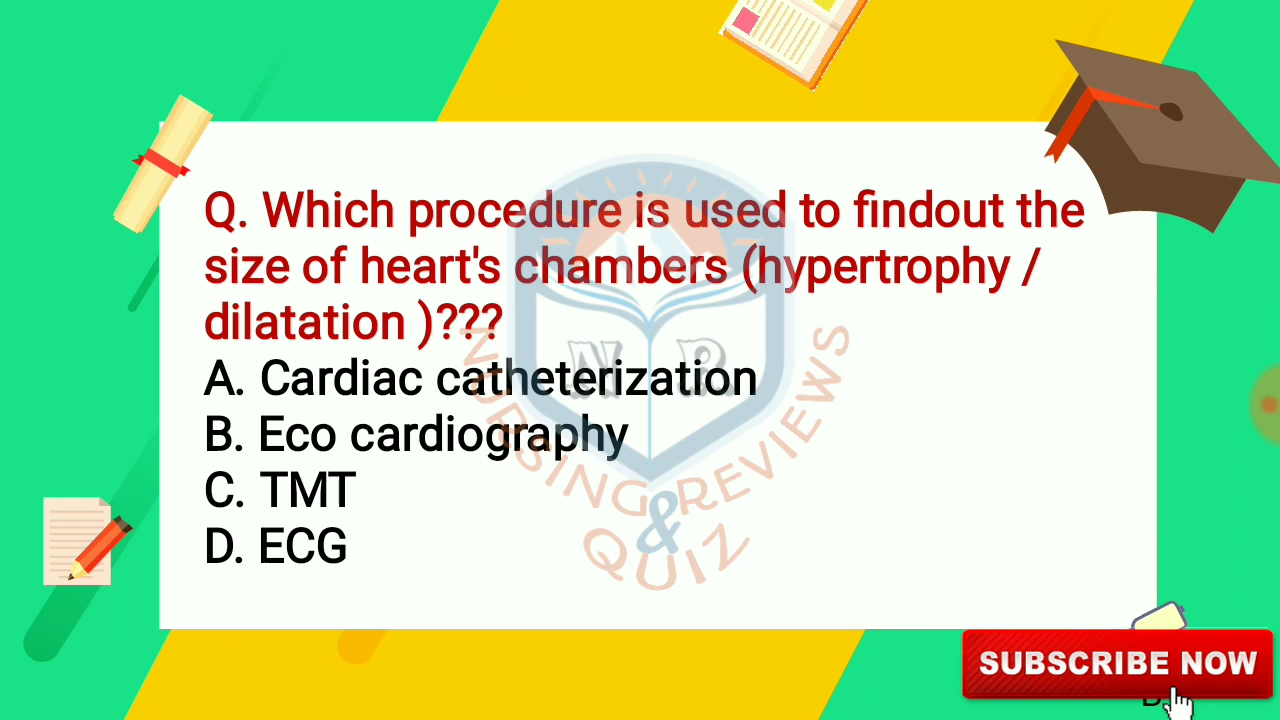 Q. Which procedure is used to findout the
size of heart's chambers (hypertrophy /
dilatation )???
A. Cardiac catheterization
B. Eco cardiography
C. TMT
D. ECG
N R
NURSING REVIEWS
&
QUIZ
SUBSCRIBE NOW